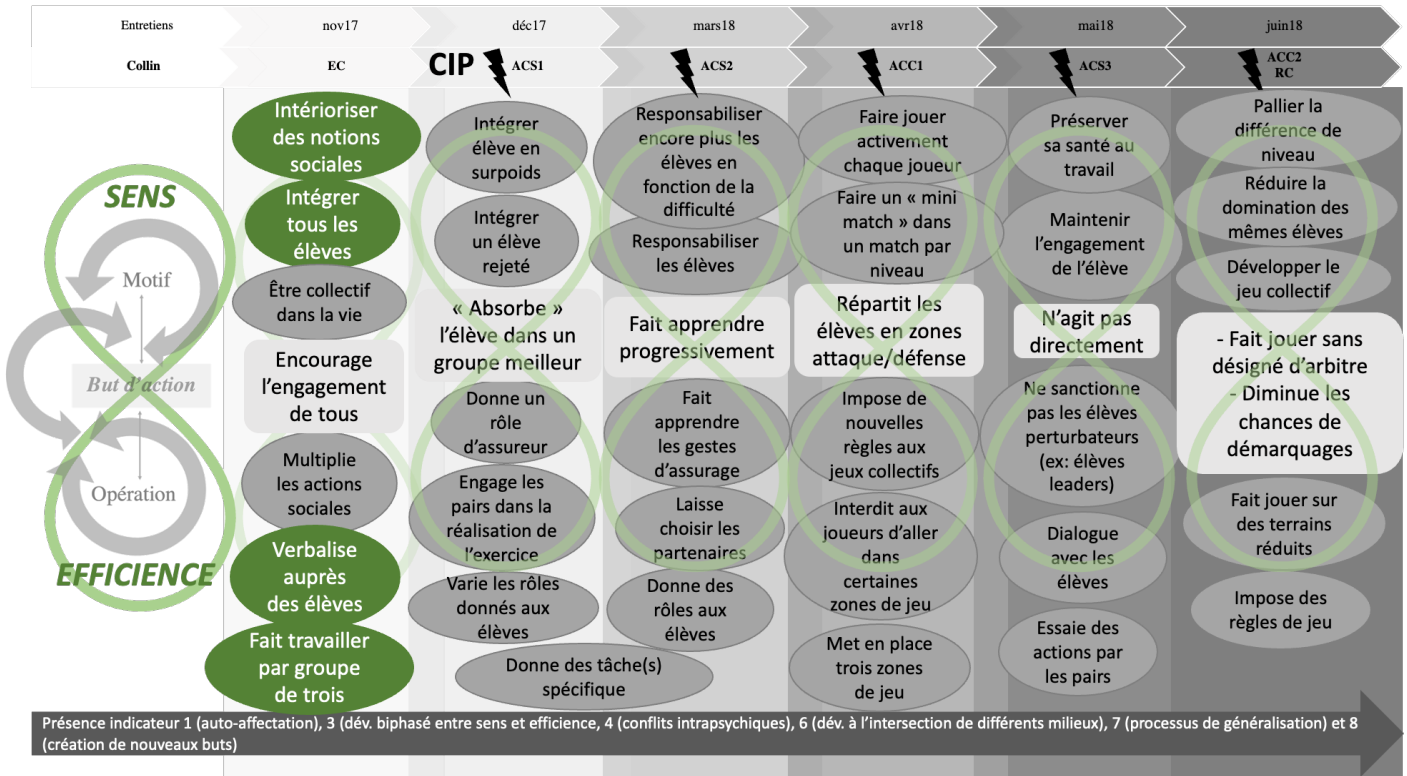 Entretiens
nov17
déc17
mars18
avr18
mai18
juin18
Collin
EC
CIP
ACS1
ACS2
ACC1
ACS3
ACC2
RC
SENS
Motif
But d'action
Opération
EFFICIENCE
Intérioriser
des notions
sociales
Intégrer
tous les
élèves
Être collectif
dans la vie
Encourage
l'engagement
de tous
Multiplie
les actions
sociales
Verbalise
auprès
des élèves
Fait travailler
par groupe
de trois
Intégrer
élève en
surpoids
Intégrer
un élève
rejeté
« Absorbe »
l'élève dans un
groupe meilleur
Donne un
rôle
d'assureur
Engage les
pairs dans la
réalisation de
l'exercice
Varie les rôles
donnés aux
élèves
Donne des tâche(s)
spécifique
Responsabiliser
encore plus les
élèves en
fonction de la
difficulté
Responsabiliser
les élèves
Fait apprendre
progressivement
Fait
apprendre
les gestes
d'assurage
Laisse
choisir les
partenaires
Donne des
rôles aux
élèves
Faire jouer
activement
chaque joueur
Faire un « mini
match » dans
un match par
niveau
Répartit les
élèves en zones
attaque/défense
Impose de
nouvelles
règles aux
jeux collectifs
Interdit aux
joueurs d'aller
dans
certaines
zones de jeu
Met en place
trois zones
de jeu
Préserver
sa santé au
travail
Maintenir
l'engagement
de l'élève
N'agit pas
directement
Ne sanctionne
pas les élèves
perturbateurs
(ex: élèves
leaders)
Dialogue
avec les
élèves
Essaie des
actions par
les pairs
Pallier la
différence de
niveau
Réduire la
domination des
mêmes élèves
Développer le
jeu collectif
- Fait jouer sans
désigné d'arbitre
- Diminue les
chances de
démarquages
Fait jouer sur
des terrains
réduits
Impose des
règles de jeu
Présence indicateur 1 (auto-affectation), 3 (dév. biphasé entre sens et efficience, 4 (conflits intrapsychiques), 6 (dév. à l'intersection de différents milieux), 7 (processus de généralisation) et 8
(création de nouveaux buts)